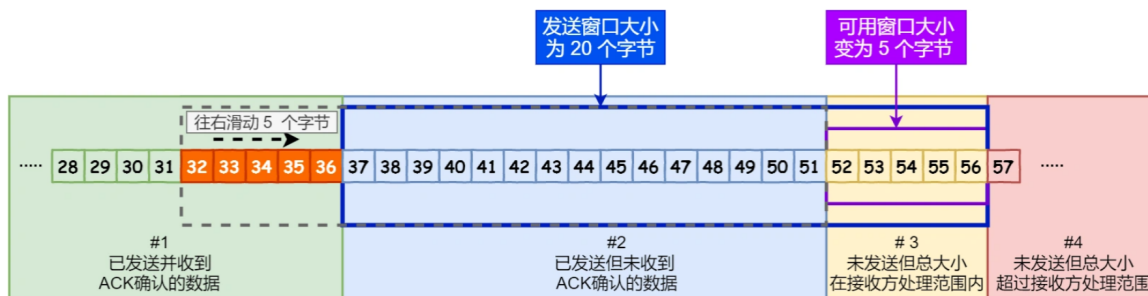 发送窗口大小
为 20 个字节
可用窗口大小
变为 5 个字节
往右滑动 5 个字节
..... 28 29 30 31 32 33 34 35 36 37 38 39 40 41 42 43 44 45 46 47 48 49 50 51 52 53 54 55 56 57 .....
#1
已发送并收到
ACK确认的数据
#2
已发送但未收到
ACK确认的数据
# 3
未发送但总大小
在接收方处理范围内
#4
未发送但总大小
超过接收方处理范围